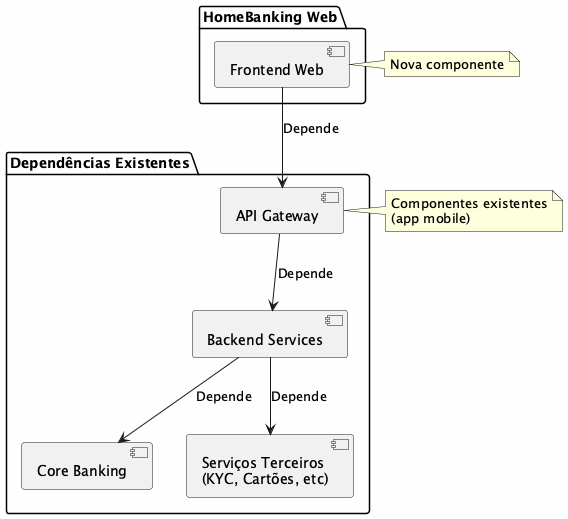 HomeBanking Web
Frontend Web
Nova componente
Depende
Dependências Existentes
API Gateway
Componentes existentes
(app mobile)
Depende
Backend Services
Depende
Depende
Core Banking
Serviços Terceiros
(KYC, Cartões, etc)